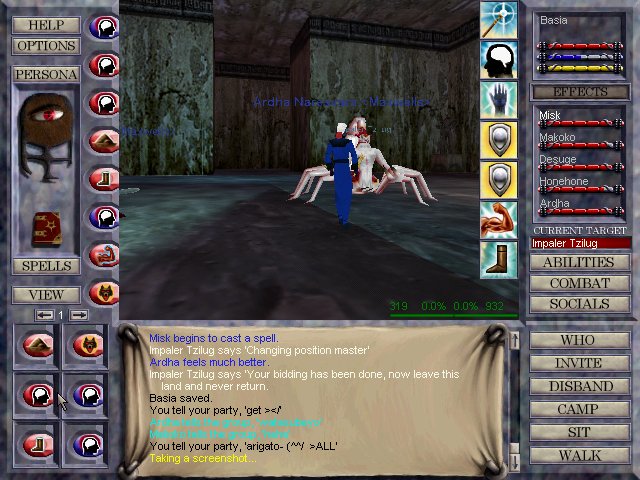 HELP
OPTIONS
PERSONA
SPELLS
VIEW
1
319 0.0% 0.0% 932
Basia
EFFECTS
Misk
Makoko
Desuge
Honehone
Ardha
CURRENT TARGET
Impaler Tzilug
ABILITIES
COMBAT
SOCIALS
WHO
INVITE
DISBAND
CAMP
SIT
WALK
Misk begins to cast a spell.
Impaler Tzilug says 'Changing position master'
Ardha feels much better.
Impaler Tzilug says 'Your bidding has been done, now leave this
land and never return.
Basia saved.
You tell your party, 'get ></'
You tell your party, 'arigato- (^^/ >ALL'
Taking a screenshot...